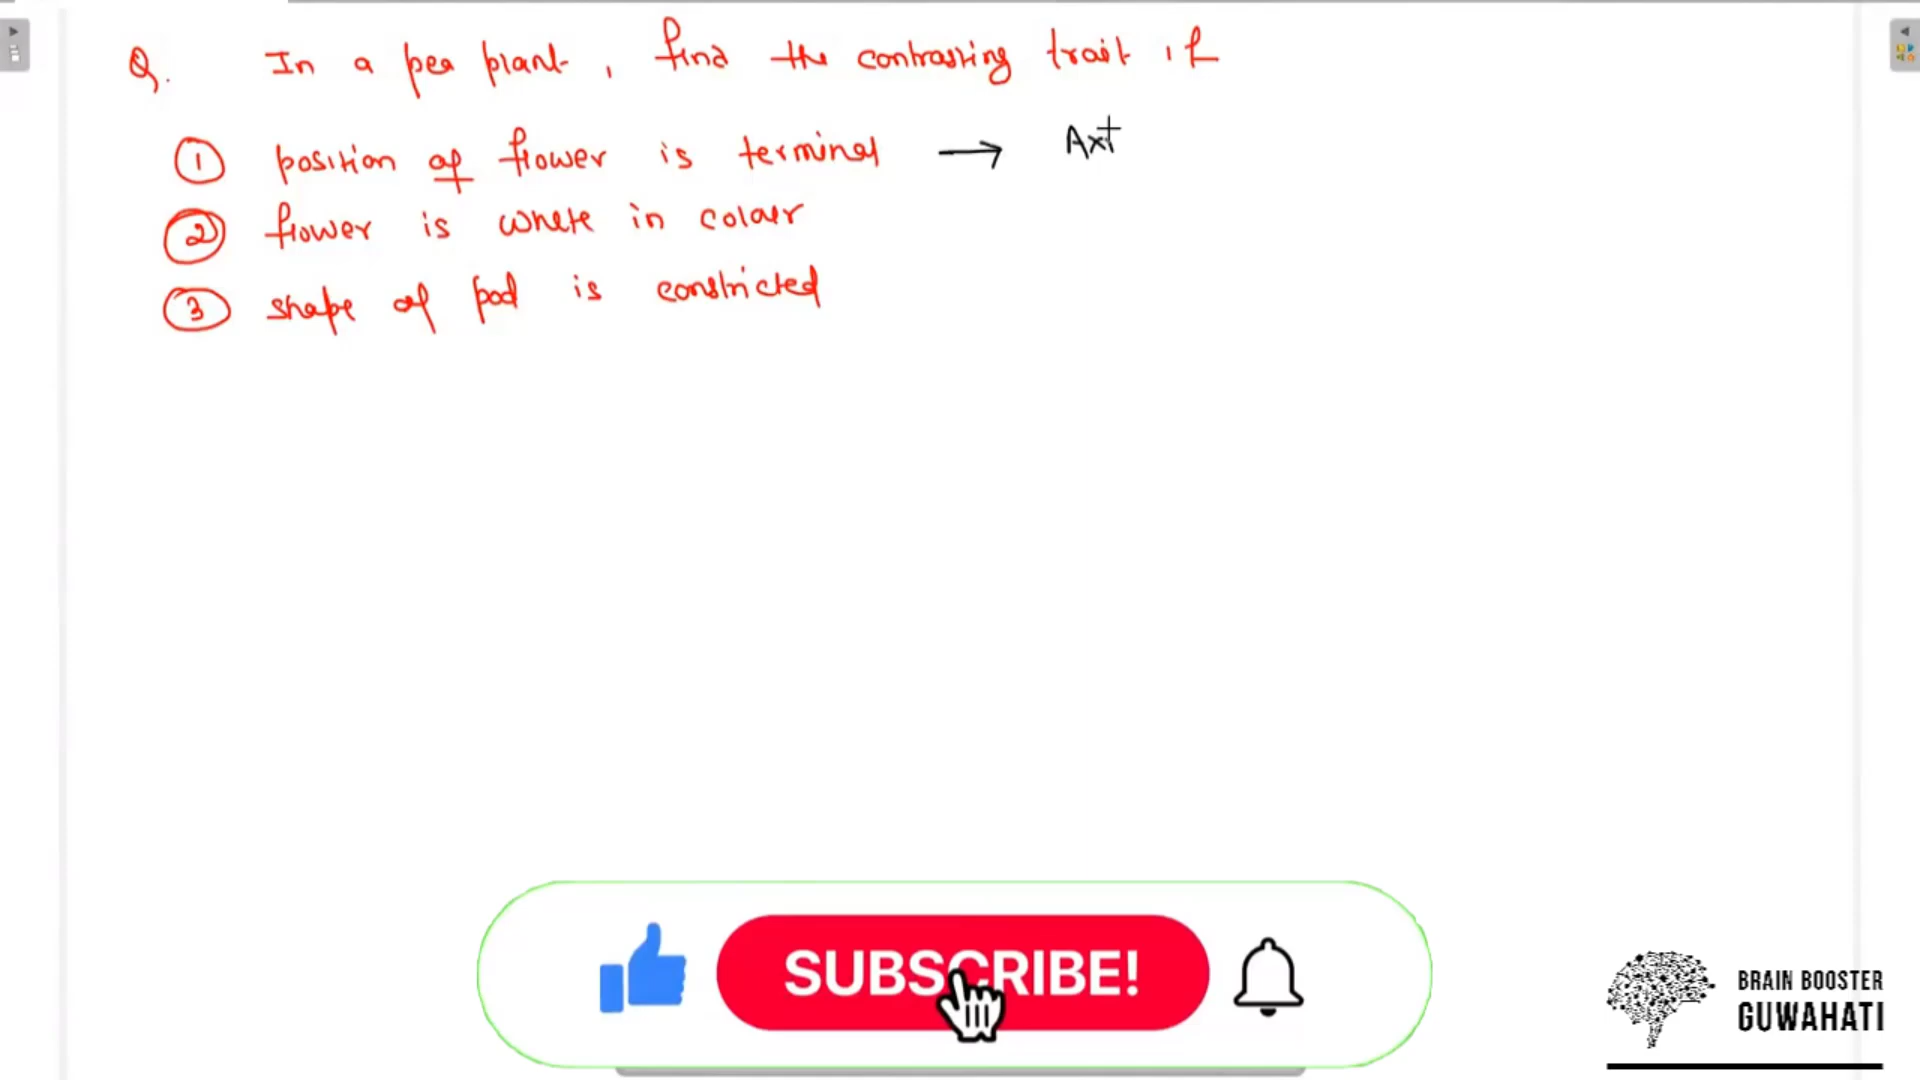 Q. In a pea plant, find the contrasting trait if
① position of flower is terminal → Axi
② flower is white in colour
③ shape of pod is constricted
SUBSCRIBE!
BRAIN BOOSTER
GUWAHATI